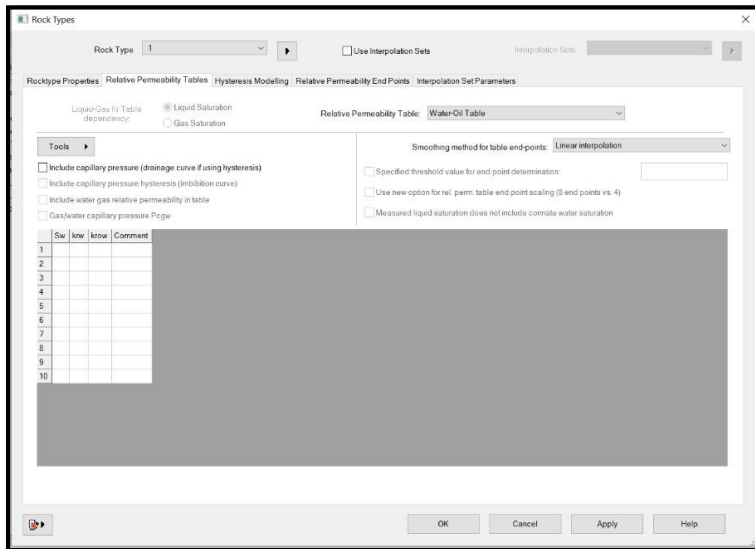 Rock Types
Rock Type 1 Use Interpolation Sets Interpolation Sets
Rocktype Properties Relative Permeability Tables Hysteresis Modelling Relative Permeability End Points Interpolation Set Parameters
Liquid-Gas Kr Table dependency:
Liquid Saturation
Gas Saturation
Relative Permeability Table: Water-Oil Table
Tools
Smoothing method for table end-points: Linear interpolation
Include capillary pressure (drainage curve if using hysteresis)
Include capillary pressure hysteresis (imbibition curve)
Include water gas relative permeability in table
Gas/water capillary pressure Pcgw
Specified threshold value for end-point determination:
Use new option for rel. perm. table end point scaling (8 end points vs. 4)
Measured liquid saturation does not include connate water saturation
Sw krw krow Comment
1
2
3
4
5
6
7
8
9
10
OK Cancel Apply Help